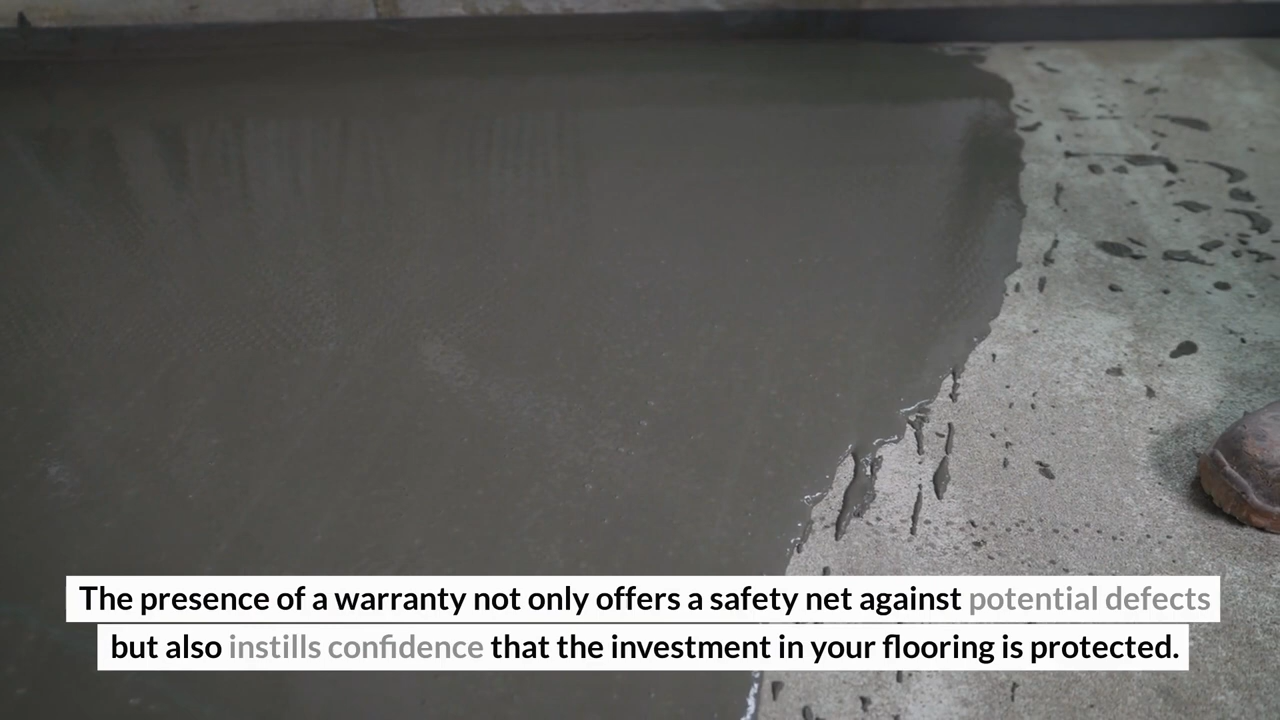 The presence of a warranty not only offers a safety net against potential defects
but also instills confidence that the investment in your flooring is protected.